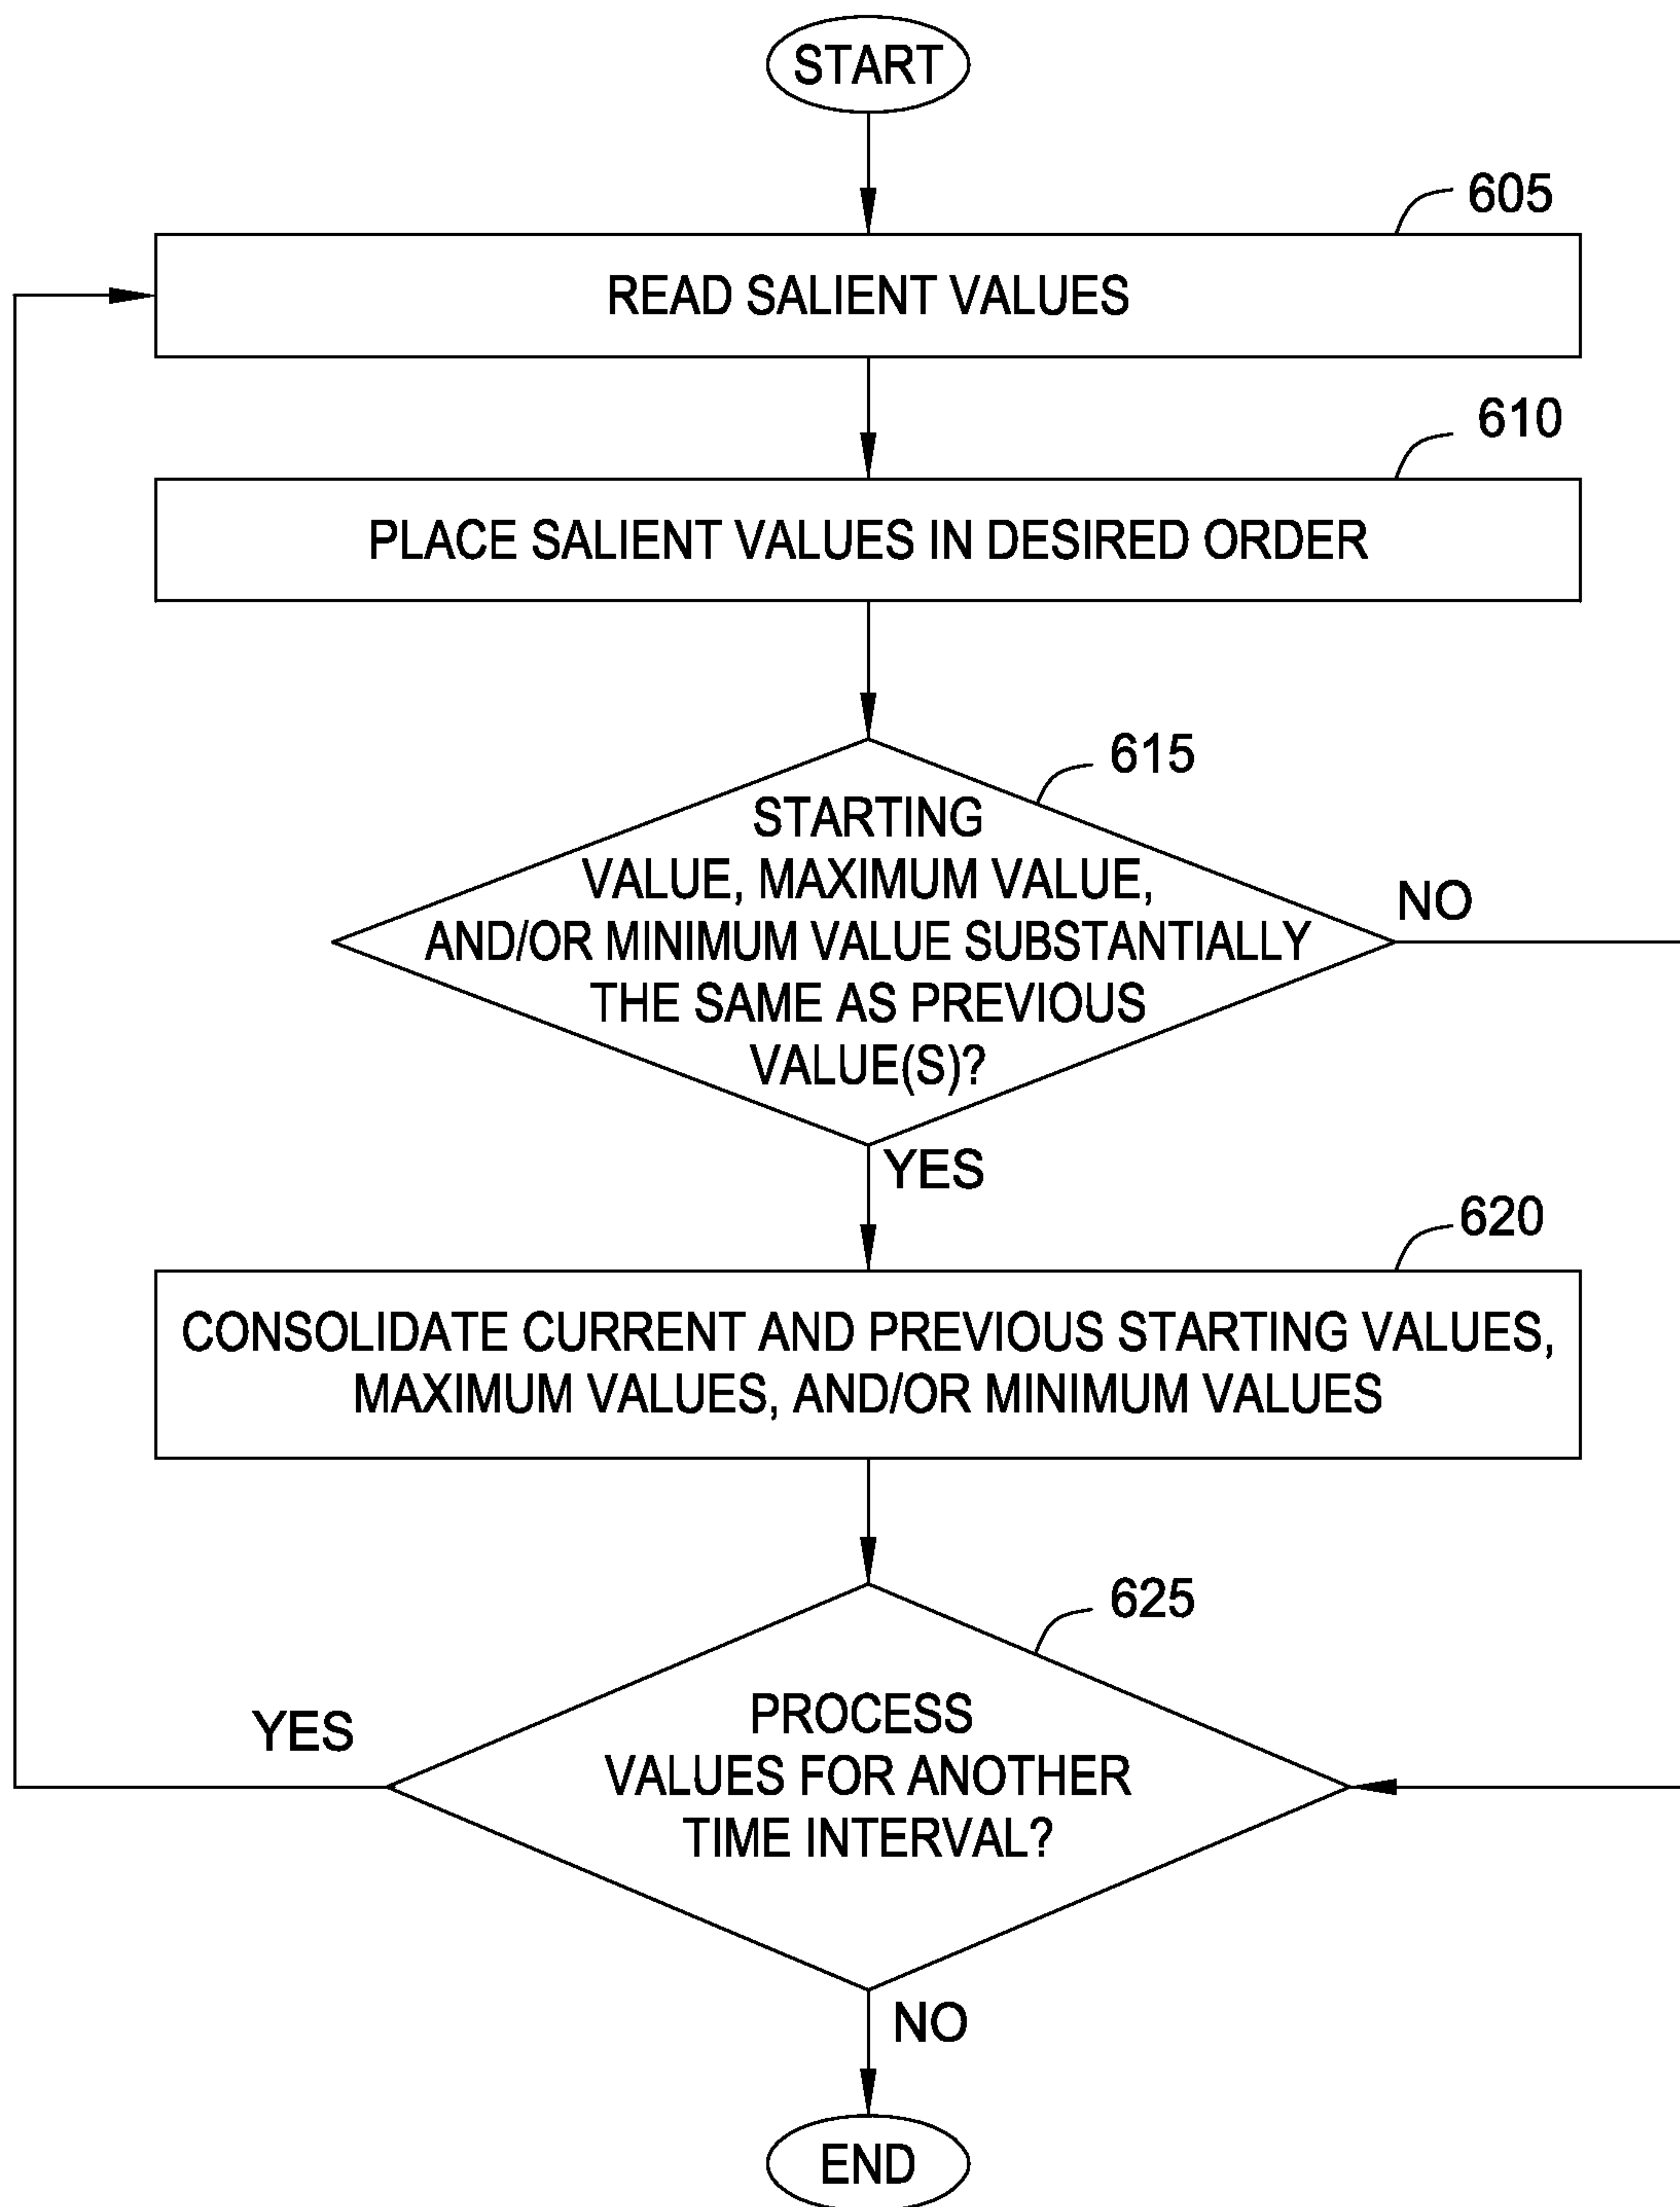 START
605
READ SALIENT VALUES
610
PLACE SALIENT VALUES IN DESIRED ORDER
615
STARTING
VALUE, MAXIMUM VALUE,
AND/OR MINIMUM VALUE SUBSTANTIALLY
THE SAME AS PREVIOUS
VALUE(S)?
NO
YES
620
CONSOLIDATE CURRENT AND PREVIOUS STARTING VALUES,
MAXIMUM VALUES, AND/OR MINIMUM VALUES
625
PROCESS
VALUES FOR ANOTHER
TIME INTERVAL?
YES
NO
END